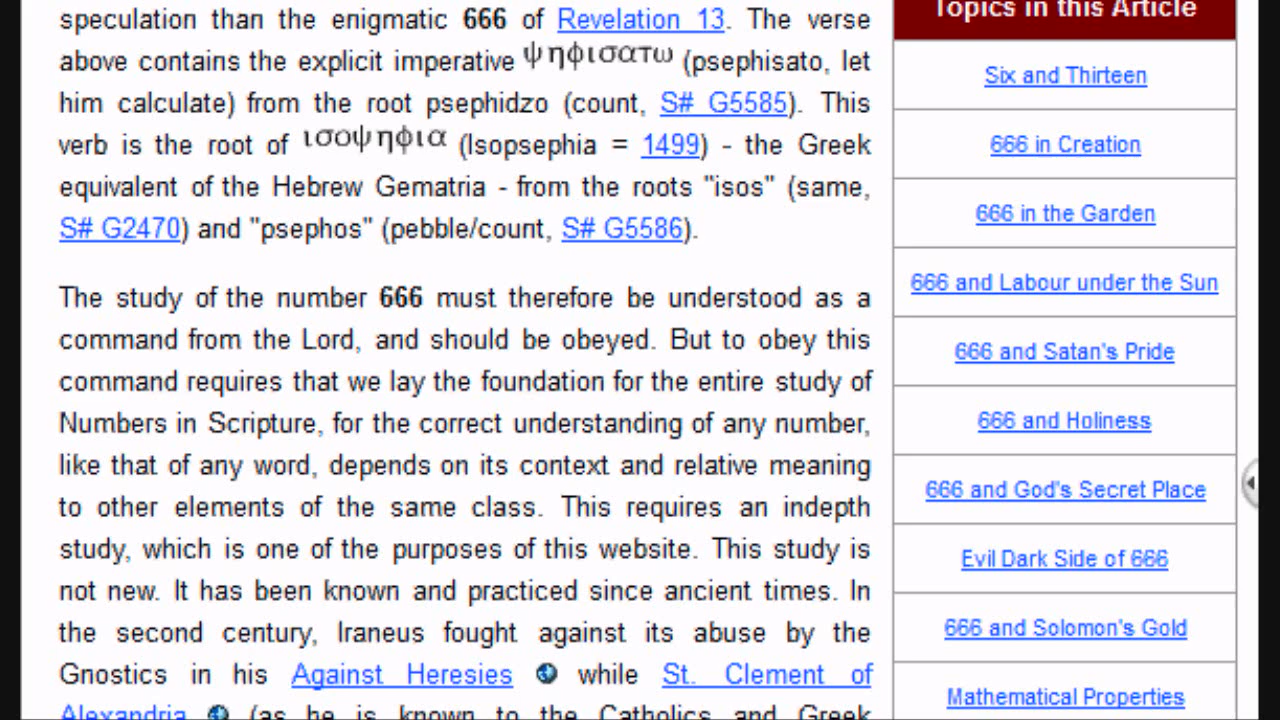 speculation than the enigmatic 666 of Revelation 13. The verse
above contains the explicit imperative ψηφισατω (psephisato, let
him calculate) from the root psephidzo (count, S# G5585). This
verb is the root of ισοψηφια (Isopsephia = 1499) - the Greek
equivalent of the Hebrew Gematria - from the roots "isos" (same,
S# G2470) and "psephos" (pebble/count, S# G5586).
The study of the number 666 must therefore be understood as a
command from the Lord, and should be obeyed. But to obey this
command requires that we lay the foundation for the entire study of
Numbers in Scripture, for the correct understanding of any number,
like that of any word, depends on its context and relative meaning
to other elements of the same class. This requires an indepth
study, which is one of the purposes of this website. This study is
not new. It has been known and practiced since ancient times. In
the second century, Iraneus fought against its abuse by the
Gnostics in his Against Heresies while St. Clement of
Alexandria (as he is known to the Catholics and Greek
Topics in this Article
Six and Thirteen
666 in Creation
666 in the Garden
666 and Labour under the Sun
666 and Satan's Pride
666 and Holiness
666 and God's Secret Place
Evil Dark Side of 666
666 and Solomon's Gold
Mathematical Properties